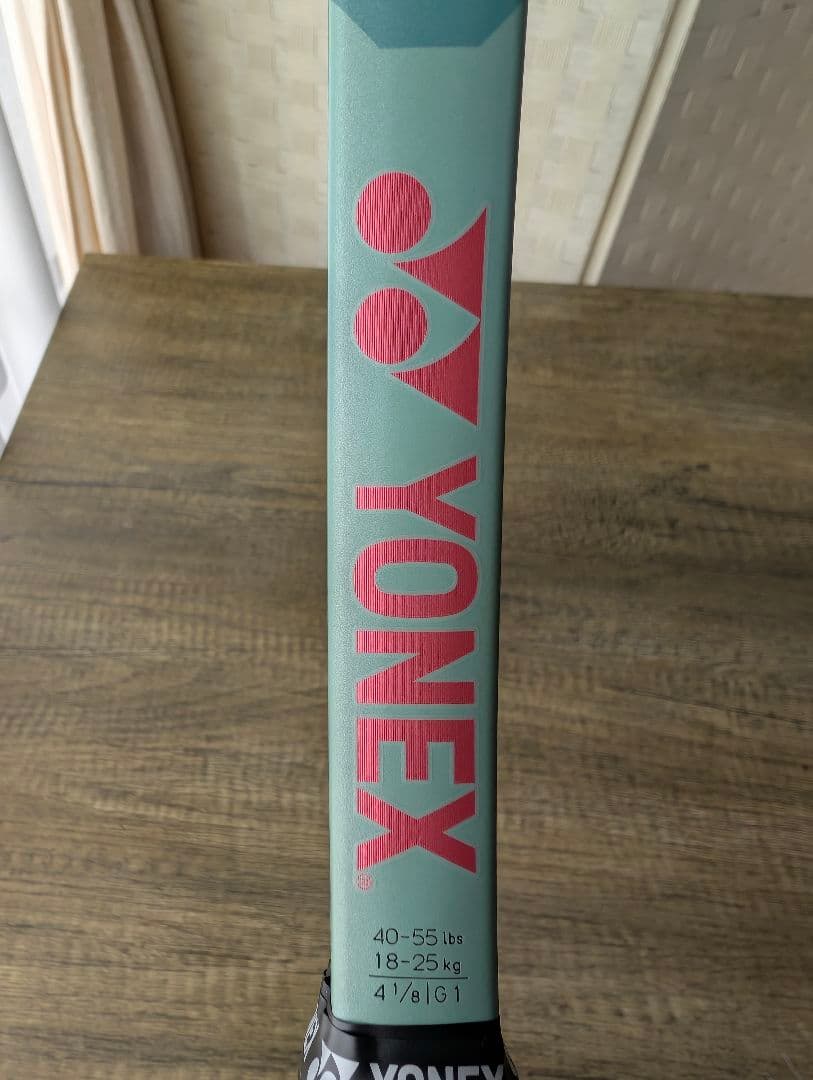 YONEX®
40-55 lbs
18-25 kg
4 1/8 | G1
YONEX